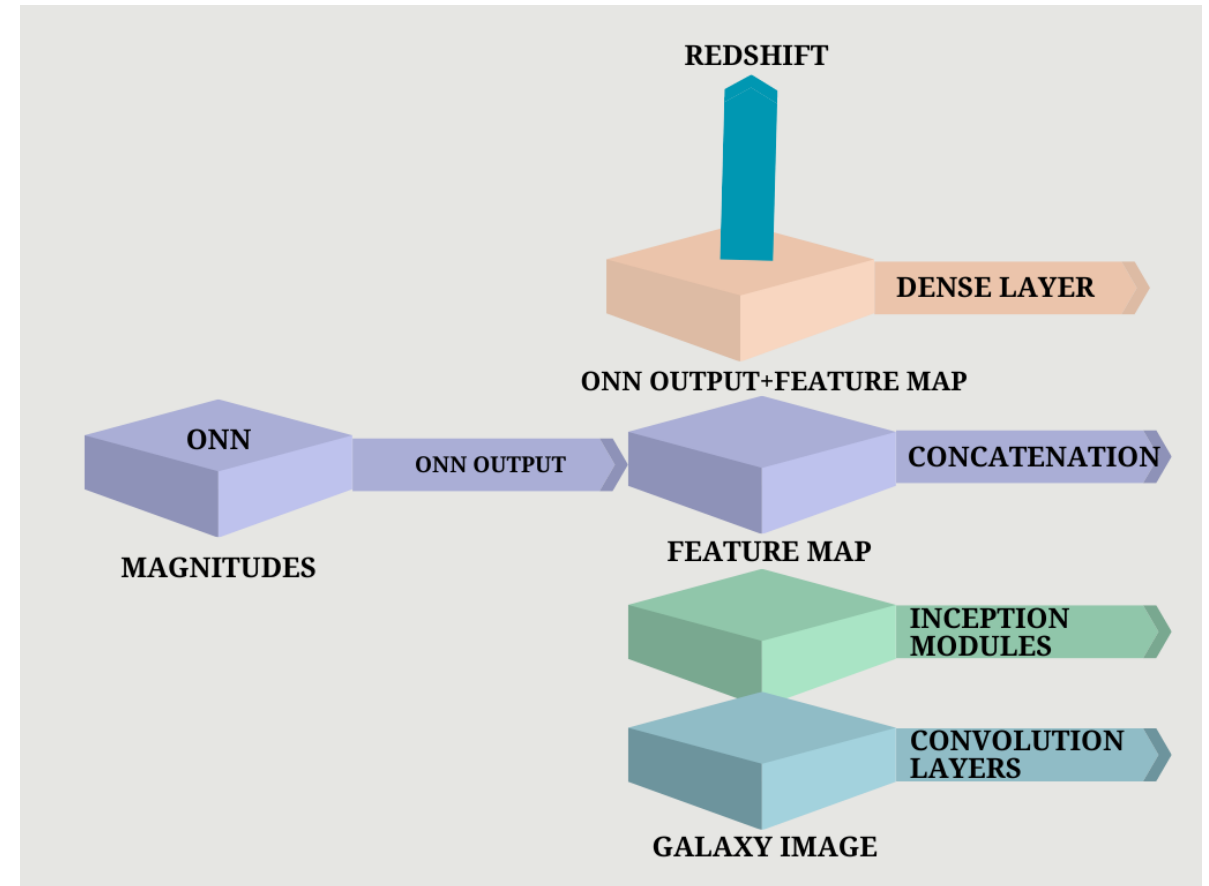 REDSHIFT
DENSE LAYER
ONN OUTPUT+FEATURE MAP
ONN
ONN OUTPUT
CONCATENATION
MAGNITUDES
FEATURE MAP
INCEPTION
MODULES
CONVOLUTION
LAYERS
GALAXY IMAGE